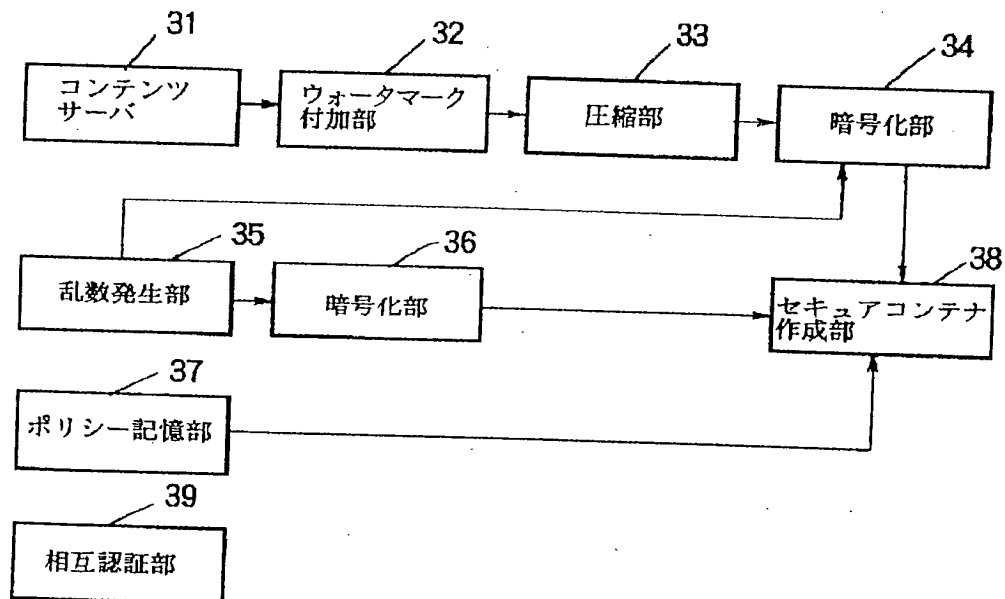 31
コンテンツ
サーバ
32
ウォータマーク
付加部
33
圧縮部
34
暗号化部
35
乱数発生部
36
暗号化部
38
セキュアコンテナ
作成部
37
ポリシー記憶部
39
相互認証部